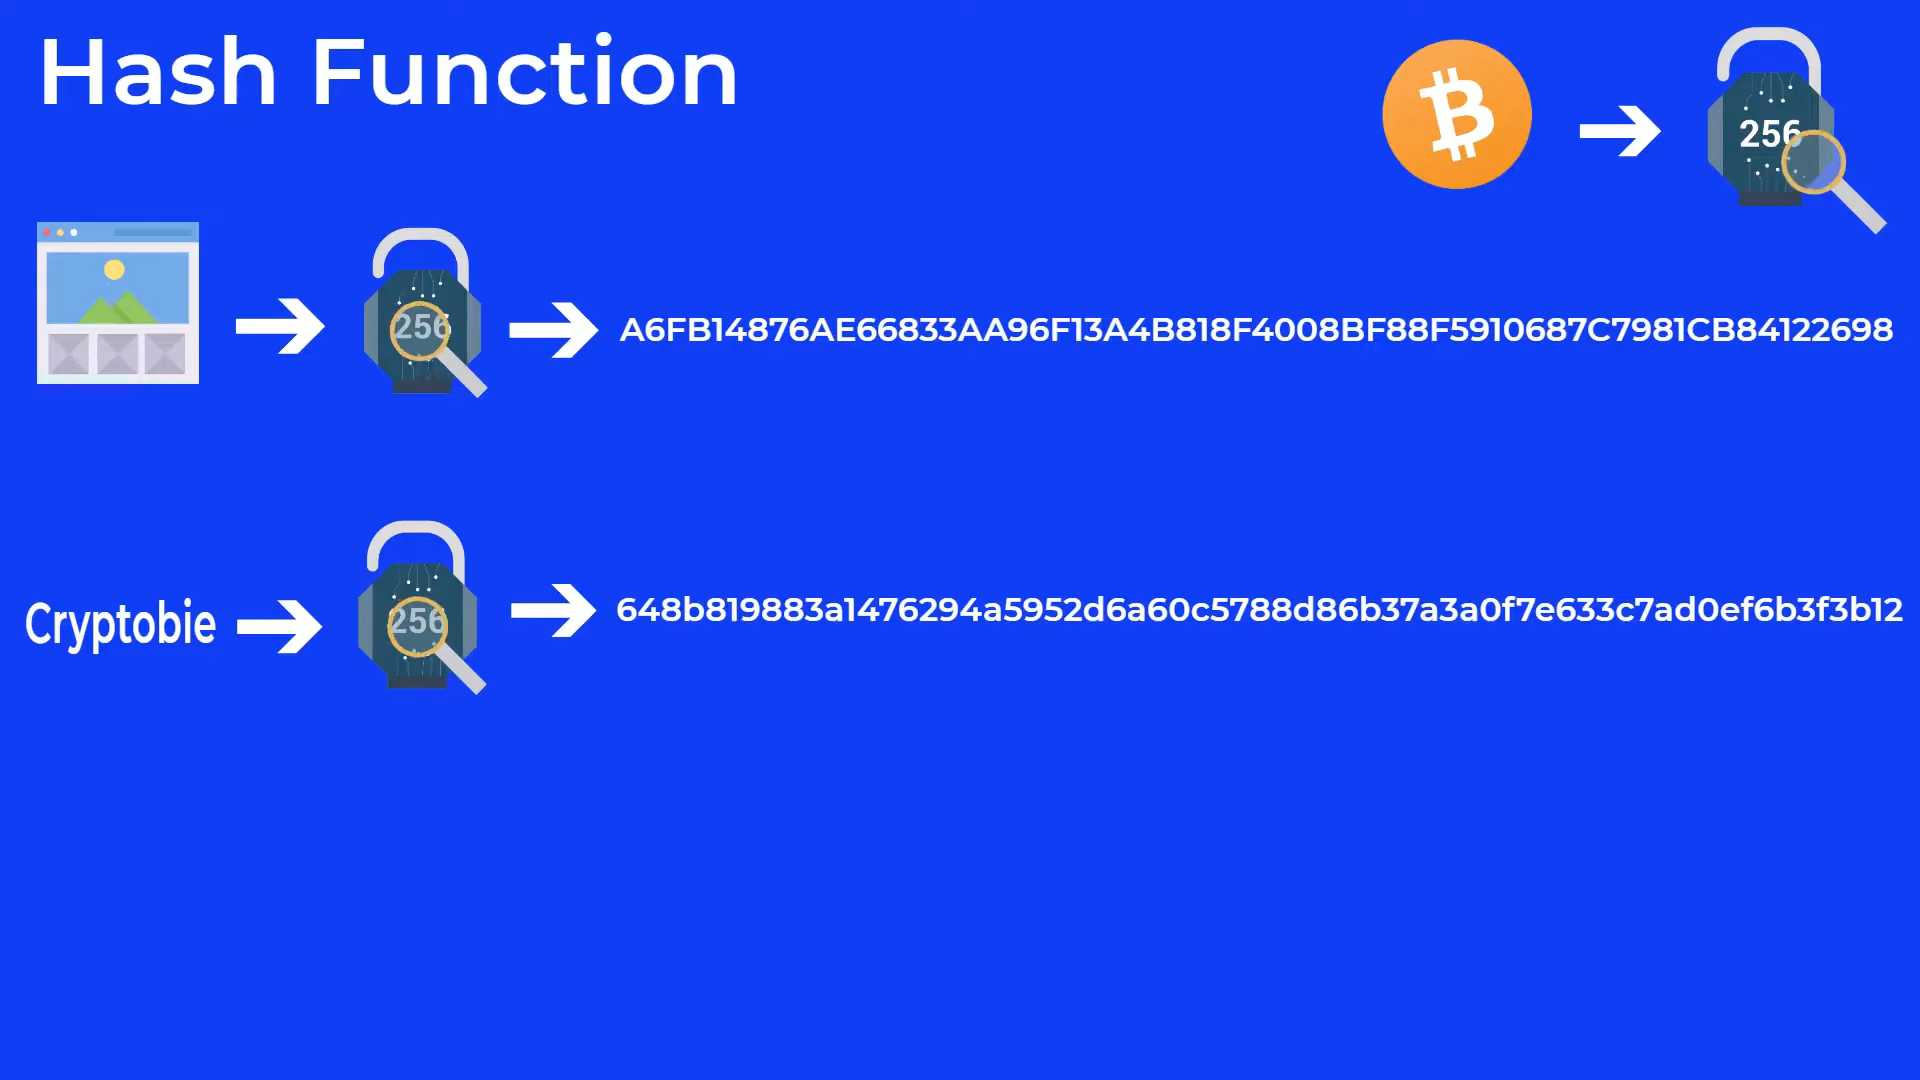 Hash Function
256
256
A6FB14876AE66833AA96F13A4B818F4008BF88F5910687C7981CB84122698
256
Cryptobie
648b819883a1476294a5952d6a60c5788d86b37a3a0f7e633c7ad0ef6b3f3b12